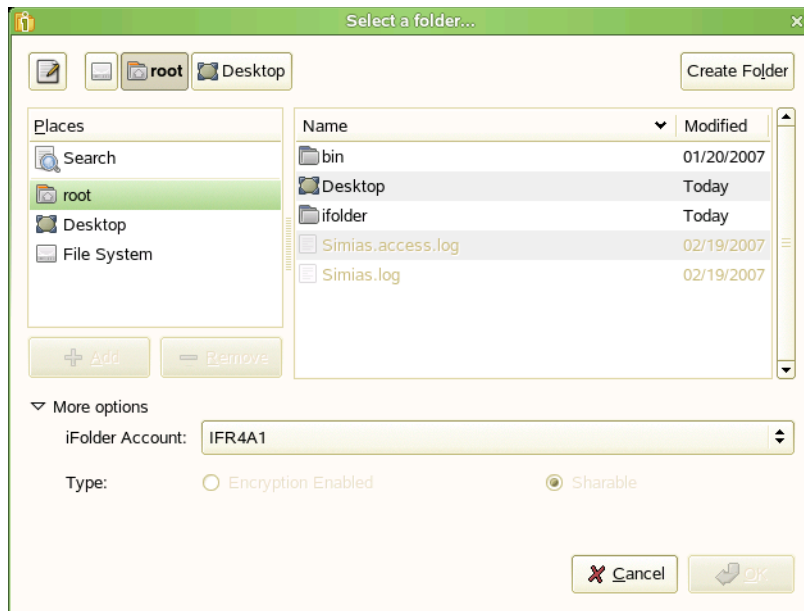 Select a folder...
root Desktop Create Folder
Places
Search
root
Desktop
File System
Name Modified
bin 01/20/2007
Desktop Today
ifolder Today
Simias.access.log 02/19/2007
Simias.log 02/19/2007
Add Remove
More options
iFolder Account: IFR4A1
Type: Encryption Enabled Sharable
Cancel OK